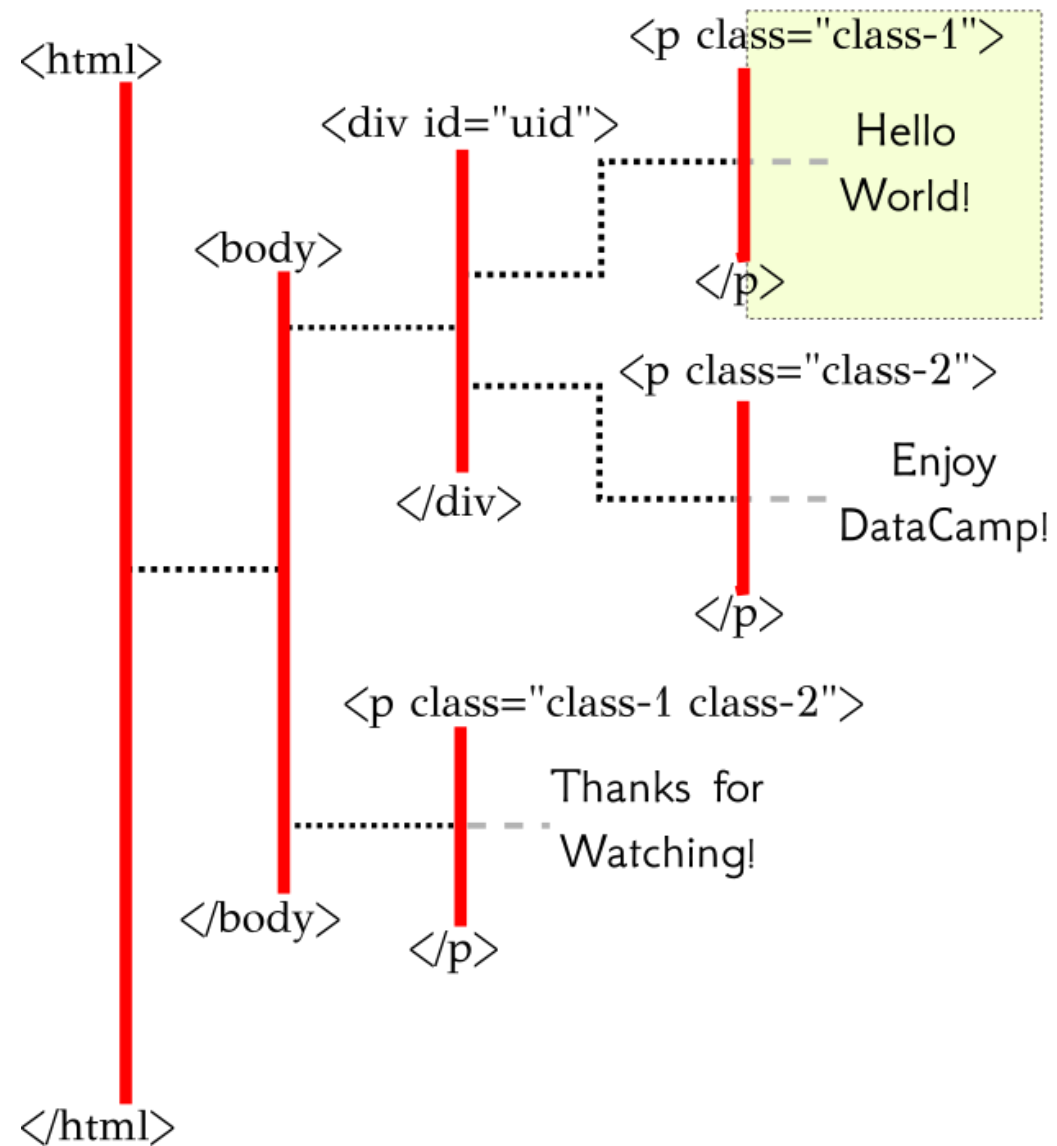 <html>
<body>
<div id="uid">
<p class="class-1">
Hello
World!
</p>
<p class="class-2">
Enjoy
DataCamp!
</p>
</div>
<p class="class-1 class-2">
Thanks for
Watching!
</p>
</body>
</html>